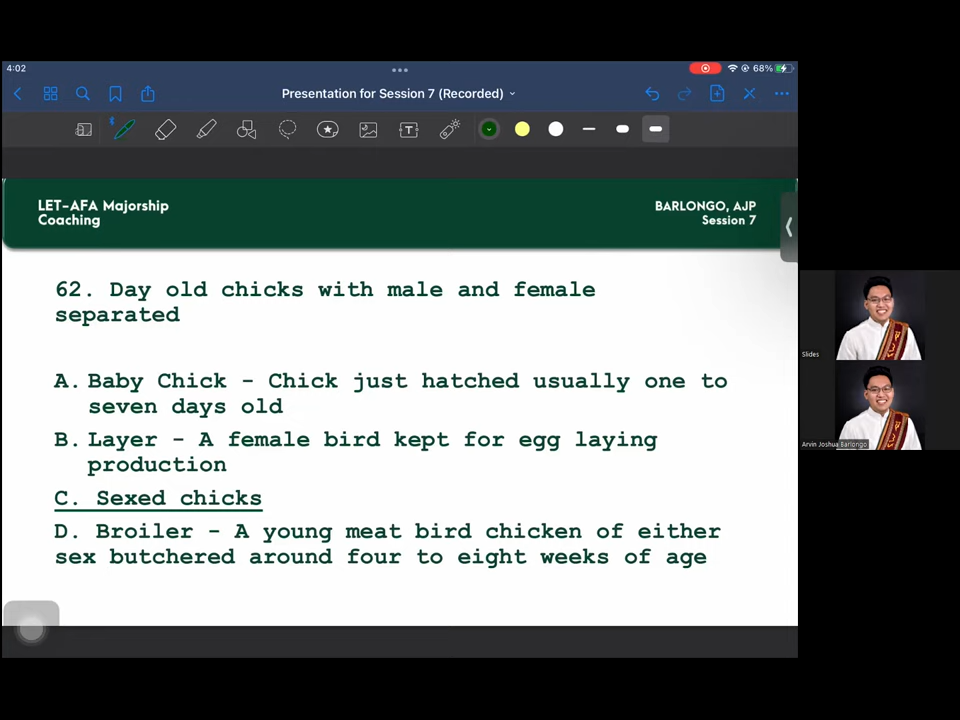 4:02
68%
Presentation for Session 7 (Recorded)
T
LET-AFA Majorship
Coaching
BARLONGO, AJP
Session 7
62. Day old chicks with male and female
separated
A. Baby Chick - Chick just hatched usually one to
seven days old
B. Layer - A female bird kept for egg laying
production
C. Sexed chicks
D. Broiler - A young meat bird chicken of either
sex butchered around four to eight weeks of age
Slides
Arvin Joshua Barlongo